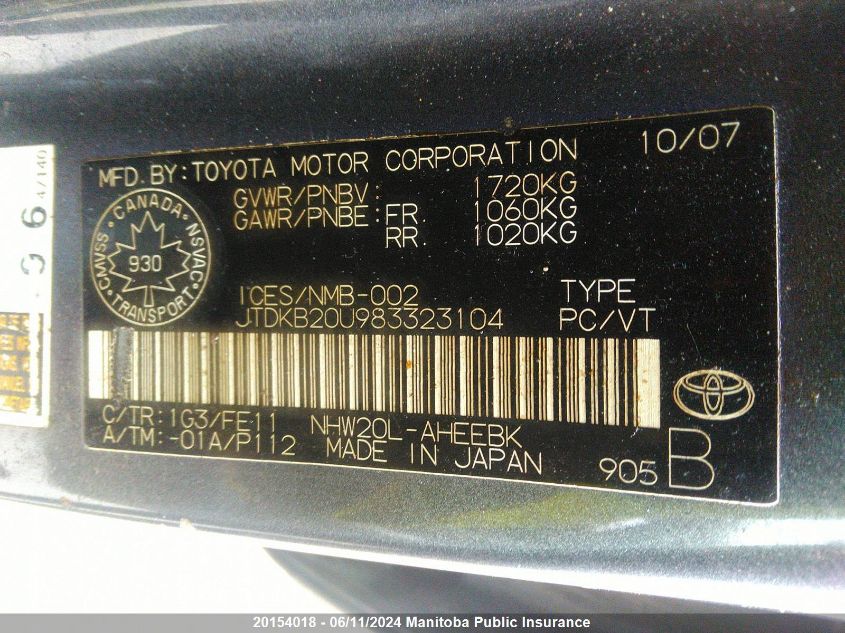 MFD.BY:TOYOTA MOTOR CORPORATION 10/07
GVWR/PNBV: 1720KG
GAWR/PNBE:FR. 1060KG
RR. 1020KG
CANADA
CMVSS NSVAC
930
TRANSPORT
ICES/NMB-002 TYPE
JTDKB20U983323104 PC/VT
C/TR:1G3/FE11 NHW20L-AHEEBK
A/TM:-01A/P112 MADE IN JAPAN
905 B
20154018 - 06/11/2024 Manitoba Public Insurance